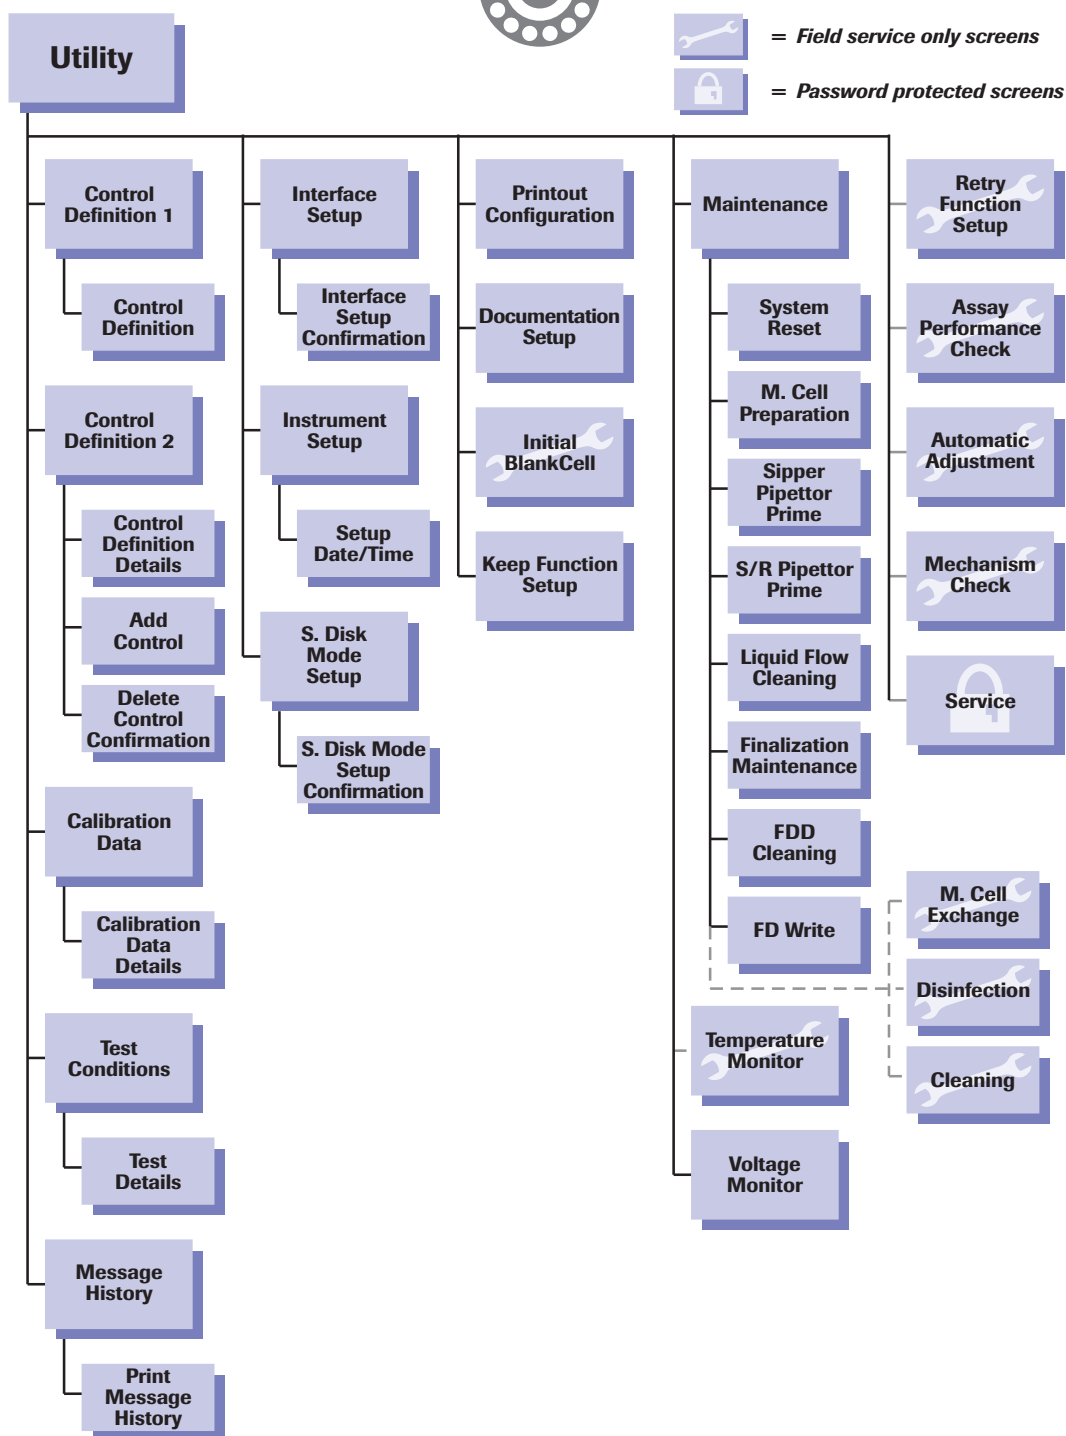 Utility
= Field service only screens
= Password protected screens
Control
Definition 1
Control
Definition
Control
Definition 2
Control
Definition
Details
Add
Control
Delete
Control
Confirmation
Calibration
Data
Calibration
Data
Details
Test
Conditions
Test
Details
Message
History
Print
Message
History
Interface
Setup
Interface
Setup
Confirmation
Instrument
Setup
Setup
Date/Time
S. Disk
Mode
Setup
S. Disk Mode
Setup
Confirmation
Printout
Configuration
Documentation
Setup
Initial
BlankCell
Keep Function
Setup
Maintenance
System
Reset
M. Cell
Preparation
Sipper
Pipettor
Prime
S/R Pipettor
Prime
Liquid Flow
Cleaning
Finalization
Maintenance
FDD
Cleaning
FD Write
Temperature
Monitor
Voltage
Monitor
Retry
Function
Setup
Assay
Performance
Check
Automatic
Adjustment
Mechanism
Check
Service
M. Cell
Exchange
Disinfection
Cleaning